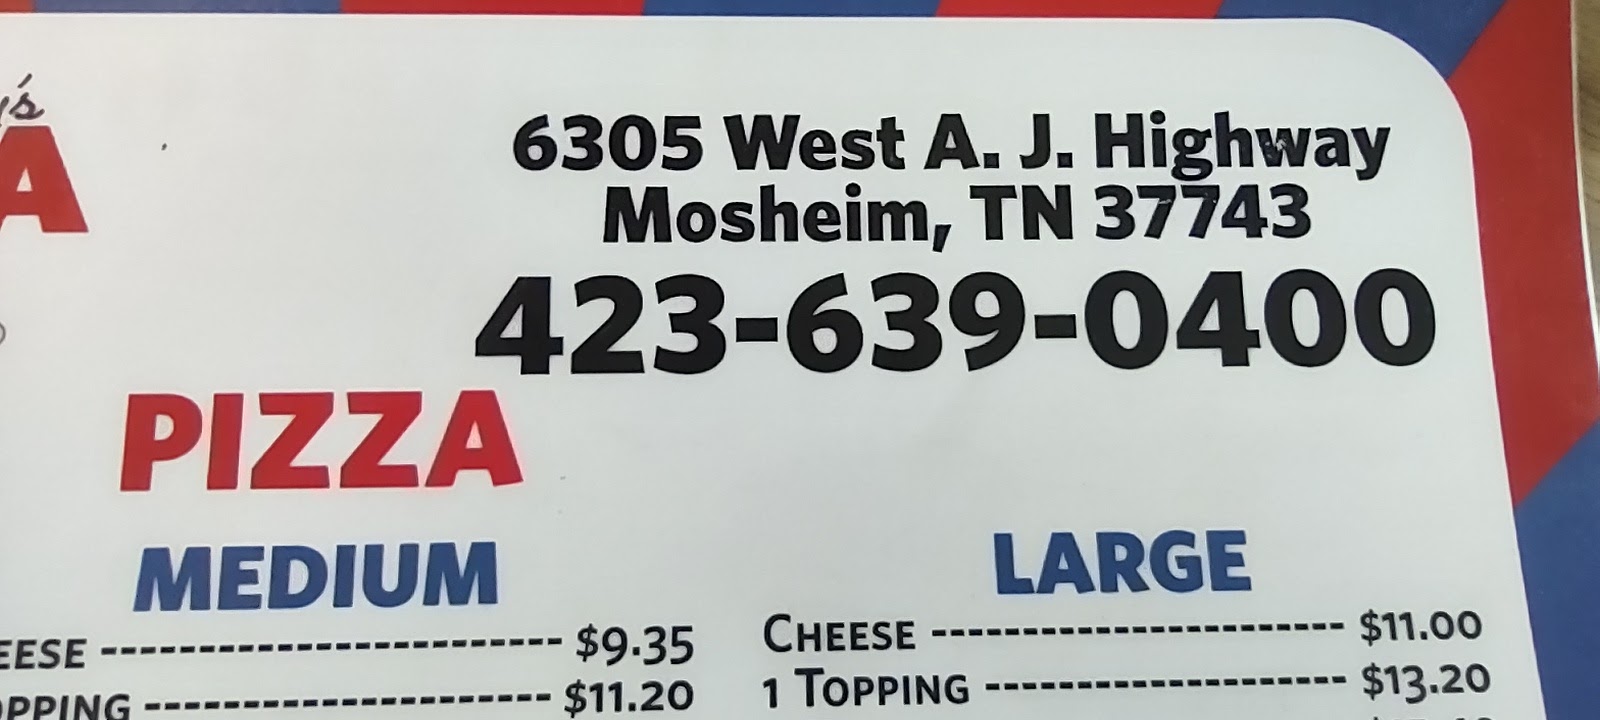 6305 West A. J. Highway
Mosheim, TN 37743
423-639-0400
PIZZA
MEDIUM
$9.35
$11.20
LARGE
CHEESE ---------------------- $11.00
1 TOPPING ------------------- $13.20